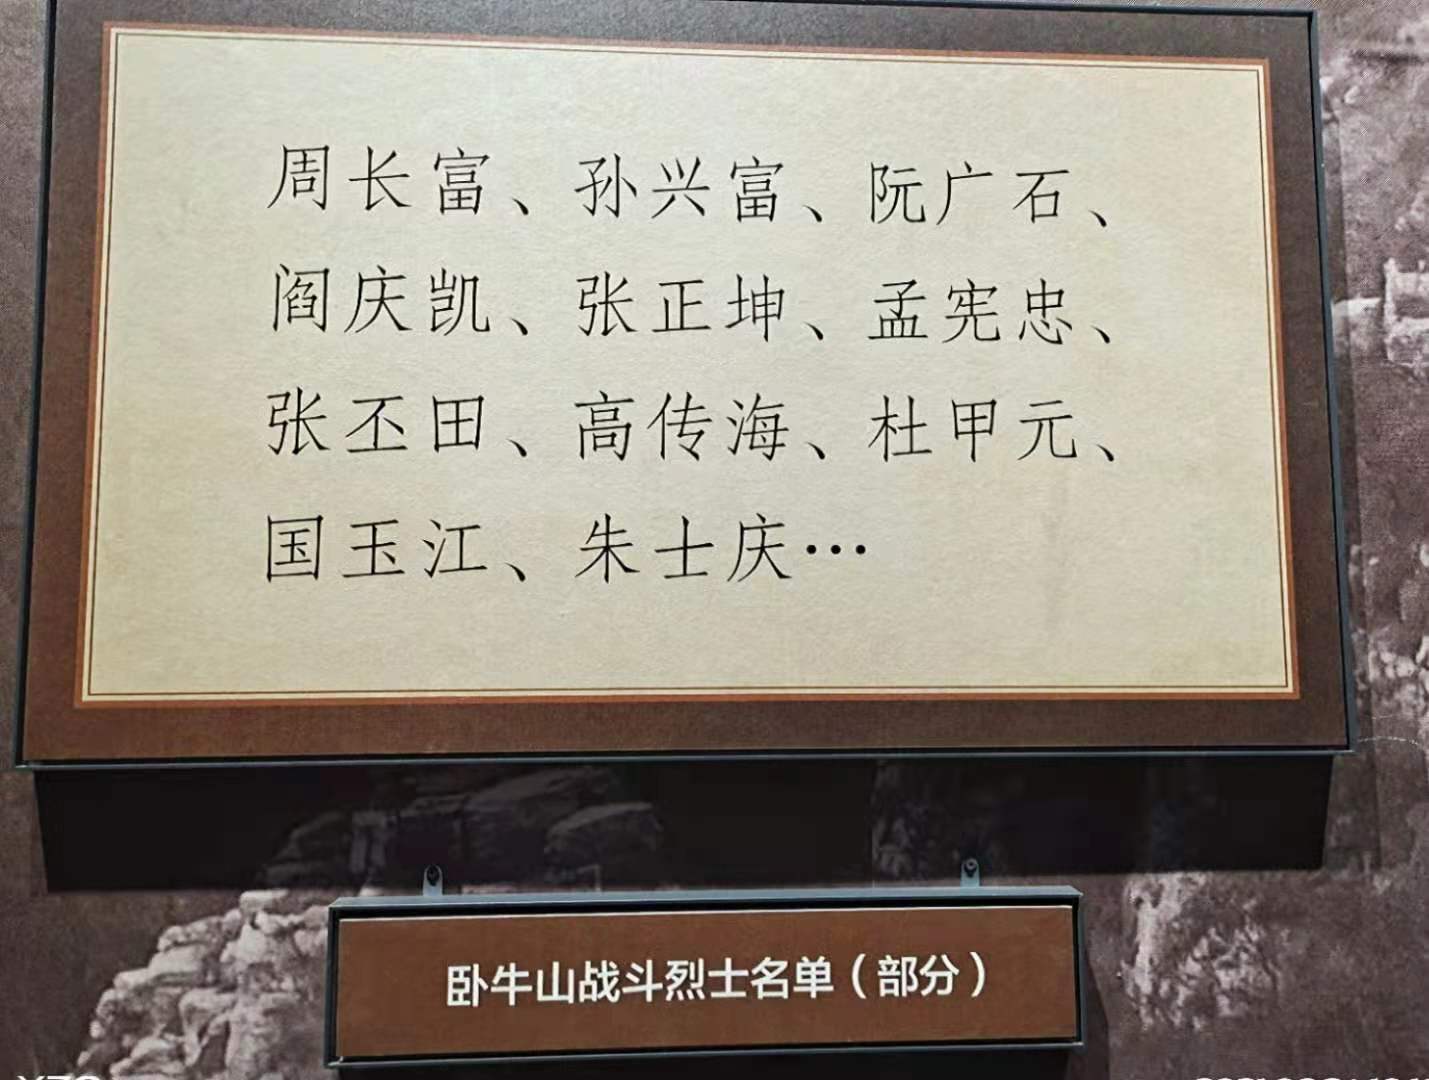 周长富、孙兴富、阮广石、
阎庆凯、张正坤、孟宪忠、
张丕田、高传海、杜甲元、
国玉江、朱士庆…
卧牛山战斗烈士名单（部分）